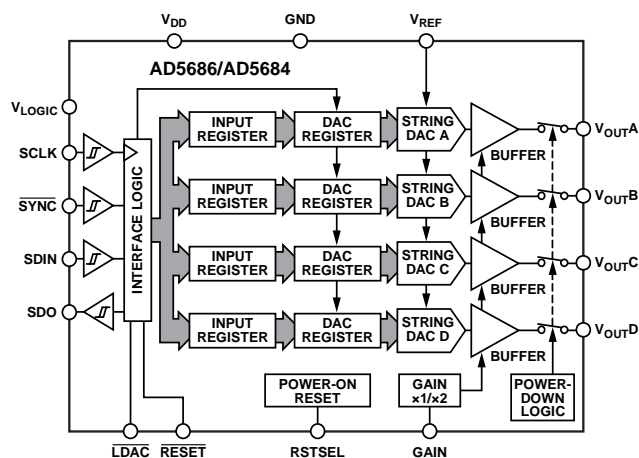 VDD
GND
VREF
AD5686/AD5684
VLOGIC
SCLK
SYNC
SDIN
SDO
INTERFACE LOGIC
INPUT
REGISTER
DAC
REGISTER
STRING
DAC A
BUFFER
VOUTA
INPUT
REGISTER
DAC
REGISTER
STRING
DAC B
BUFFER
VOUTB
INPUT
REGISTER
DAC
REGISTER
STRING
DAC C
BUFFER
VOUTC
INPUT
REGISTER
DAC
REGISTER
STRING
DAC D
BUFFER
VOUTD
POWER-ON
RESET
GAIN
×1/×2
POWER-
DOWN
LOGIC
LDAC
RESET
RSTSEL
GAIN